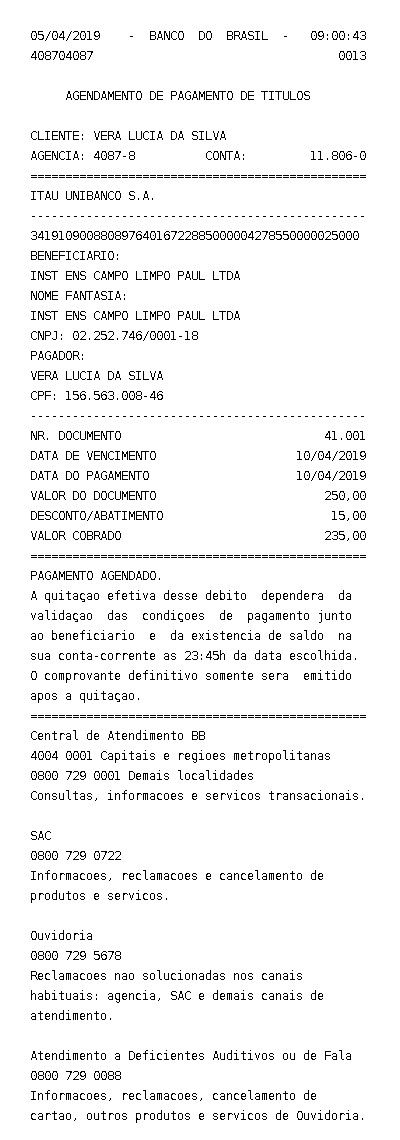 05/04/2019 - BANCO DO BRASIL - 09:00:43
408704087 0013
AGENDAMENTO DE PAGAMENTO DE TITULOS
CLIENTE: VERA LUCIA DA SILVA
AGENCIA: 4087-8 CONTA: 11.806-0
================================================
ITAU UNIBANCO S.A.
------------------------------------------------
34191090088089764016722885000004278550000025000
BENEFICIARIO:
INST ENS CAMPO LIMPO PAUL LTDA
NOME FANTASIA:
INST ENS CAMPO LIMPO PAUL LTDA
CNPJ: 02.252.746/0001-18
PAGADOR:
VERA LUCIA DA SILVA
CPF: 156.563.008-46
------------------------------------------------
NR. DOCUMENTO 41.001
DATA DE VENCIMENTO 10/04/2019
DATA DO PAGAMENTO 10/04/2019
VALOR DO DOCUMENTO 250,00
DESCONTO/ABATIMENTO 15,00
VALOR COBRADO 235,00
================================================
PAGAMENTO AGENDADO.
A quitaçao efetiva desse debito dependera da
validaçao das condiçoes de pagamento junto
ao beneficiario e da existencia de saldo na
sua conta-corrente as 23:45h da data escolhida.
O comprovante definitivo somente sera emitido
apos a quitaçao.
================================================
Central de Atendimento BB
4004 0001 Capitais e regioes metropolitanas
0800 729 0001 Demais localidades
Consultas, informacoes e servicos transacionais.
SAC
0800 729 0722
Informacoes, reclamacoes e cancelamento de
produtos e servicos.
Ouvidoria
0800 729 5678
Reclamacoes nao solucionadas nos canais
habituais: agencia, SAC e demais canais de
atendimento.
Atendimento a Deficientes Auditivos ou de Fala
0800 729 0088
Informacoes, reclamacoes, cancelamento de
cartao, outros produtos e servicos de Ouvidoria.